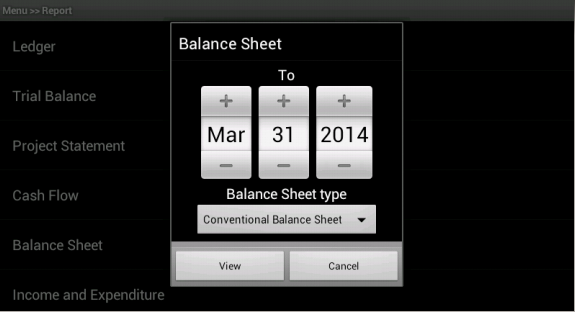 Menu >> Report
Ledger
Trial Balance
Project Statement
Cash Flow
Balance Sheet
Income and Expenditure
Balance Sheet
To
+ + +
Mar 31 2014
− − −
Balance Sheet type
Conventional Balance Sheet
View Cancel